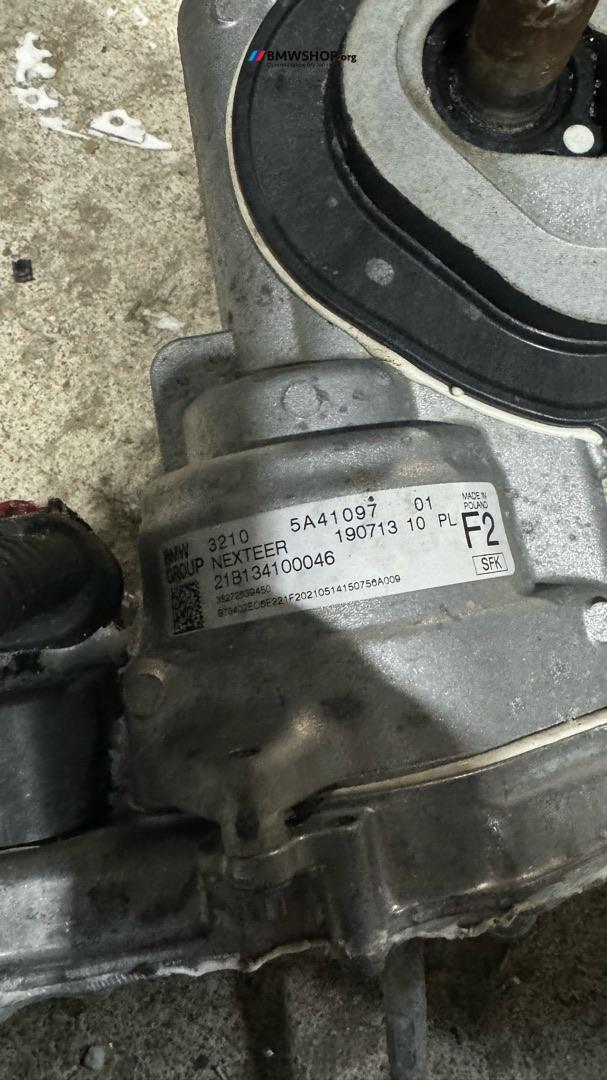 BMWSHOP.org
BMW
GROUP
3210 5A41097 01
NEXTEER 190713 10 PL
21B134100046
MADE IN
POLAND
F2
SFK